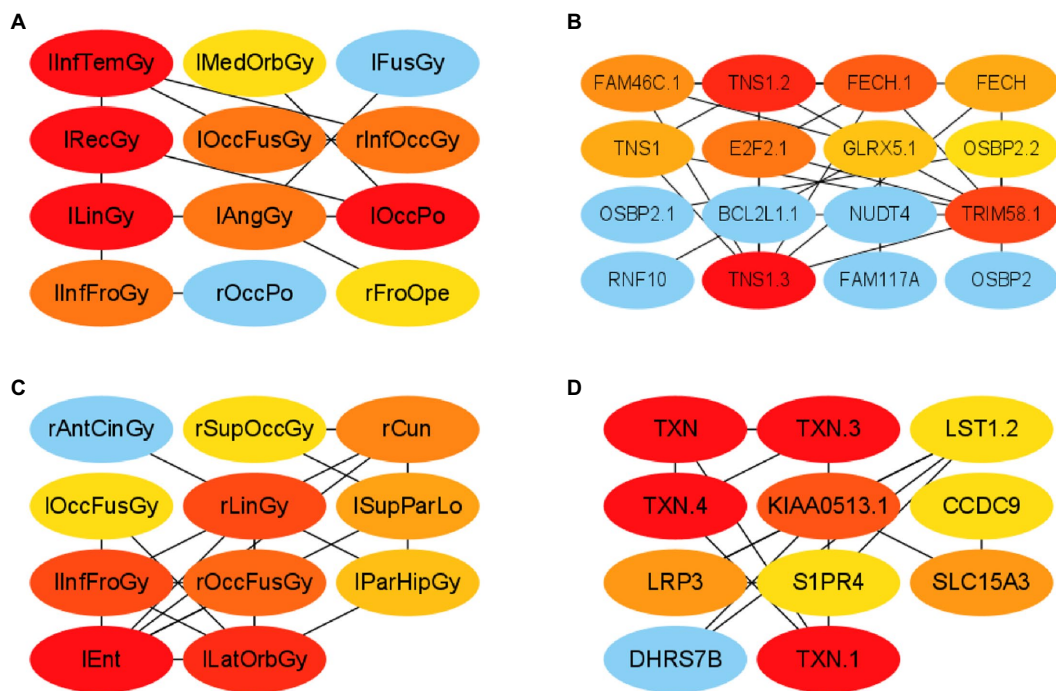 A
lInfTemGy lMedOrbGy lFusGy
lRecGy lOccFusGy rInfOccGy
lLinGy lAngGy lOccPo
lInfFroGy rOccPo rFroOpe
B
FAM46C.1 TNS1.2 FECH.1 FECH
TNS1 E2F2.1 GLRX5.1 OSBP2.2
OSBP2.1 BCL2L1.1 NUDT4 TRIM58.1
RNF10 TNS1.3 FAM117A OSBP2
C
rAntCinGy rSupOccGy rCun
lOccFusGy rLinGy lSupParLo
lInfFroGy rOccFusGy lParHipGy
lEnt lLatOrbGy
D
TXN TXN.3 LST1.2
TXN.4 KIAA0513.1 CCDC9
LRP3 S1PR4 SLC15A3
DHRS7B TXN.1